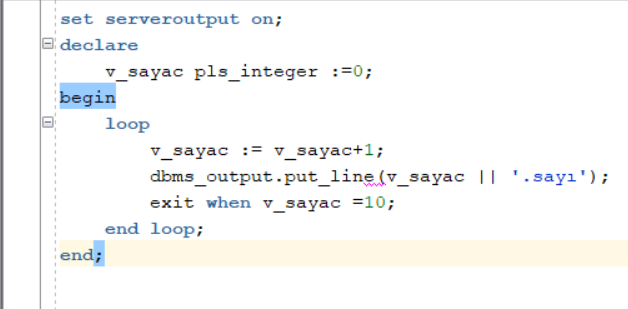 set serveroutput on;
declare
v_sayac pls_integer :=0;
begin
loop
v_sayac := v_sayac+1;
dbms_output.put_line(v_sayac || '.sayı');
exit when v_sayac =10;
end loop;
end;